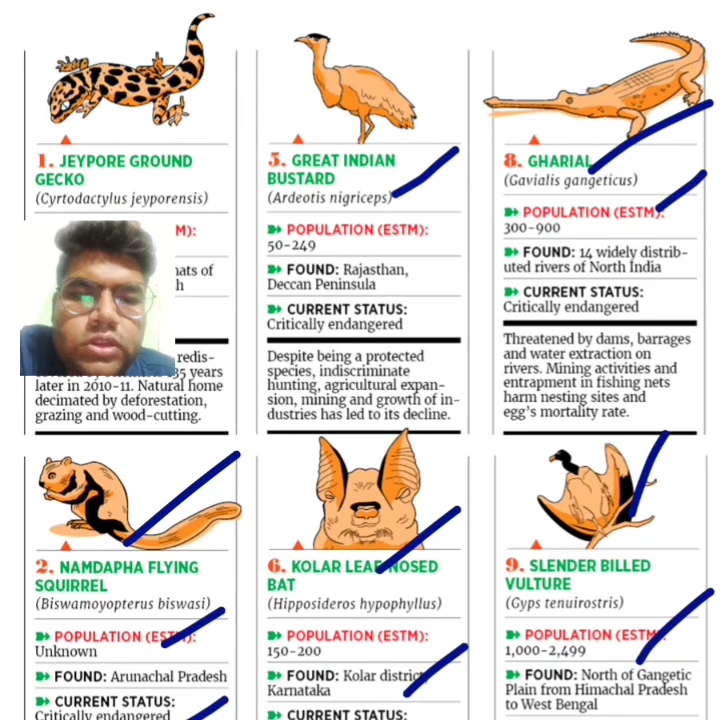 1. JEYPORE GROUND
GECKO
(Cyrtodactylus jeyporensis)
M):
ats of
h
redis-
35 years
later in 2010-11. Natural home
decimated by deforestation,
grazing and wood-cutting.
5. GREAT INDIAN
BUSTARD
(Ardeotis nigriceps)
POPULATION (ESTM):
50-249
FOUND: Rajasthan,
Deccan Peninsula
CURRENT STATUS:
Critically endangered
Despite being a protected
species, indiscriminate
hunting, agricultural expan-
sion, mining and growth of in-
dustries has led to its decline.
8. GHARIAL
(Gavialis gangeticus)
POPULATION (ESTM):
300-900
FOUND: 14 widely distrib-
uted rivers of North India
CURRENT STATUS:
Critically endangered
Threatened by dams, barrages
and water extraction on
rivers. Mining activities and
entrapment in fishing nets
harm nesting sites and
egg's mortality rate.
2. NAMDAPHA FLYING
SQUIRREL
(Biswamoyopterus biswasi)
POPULATION (ESTM):
Unknown
FOUND: Arunachal Pradesh
CURRENT STATUS:
Critically endangered
6. KOLAR LEAF NOSED
BAT
(Hipposideros hypophyllus)
POPULATION (ESTM):
150-200
FOUND: Kolar district,
Karnataka
CURRENT STATUS:
9. SLENDER BILLED
VULTURE
(Gyps tenuirostris)
POPULATION (ESTM):
1,000-2,499
FOUND: North of Gangetic
Plain from Himachal Pradesh
to West Bengal